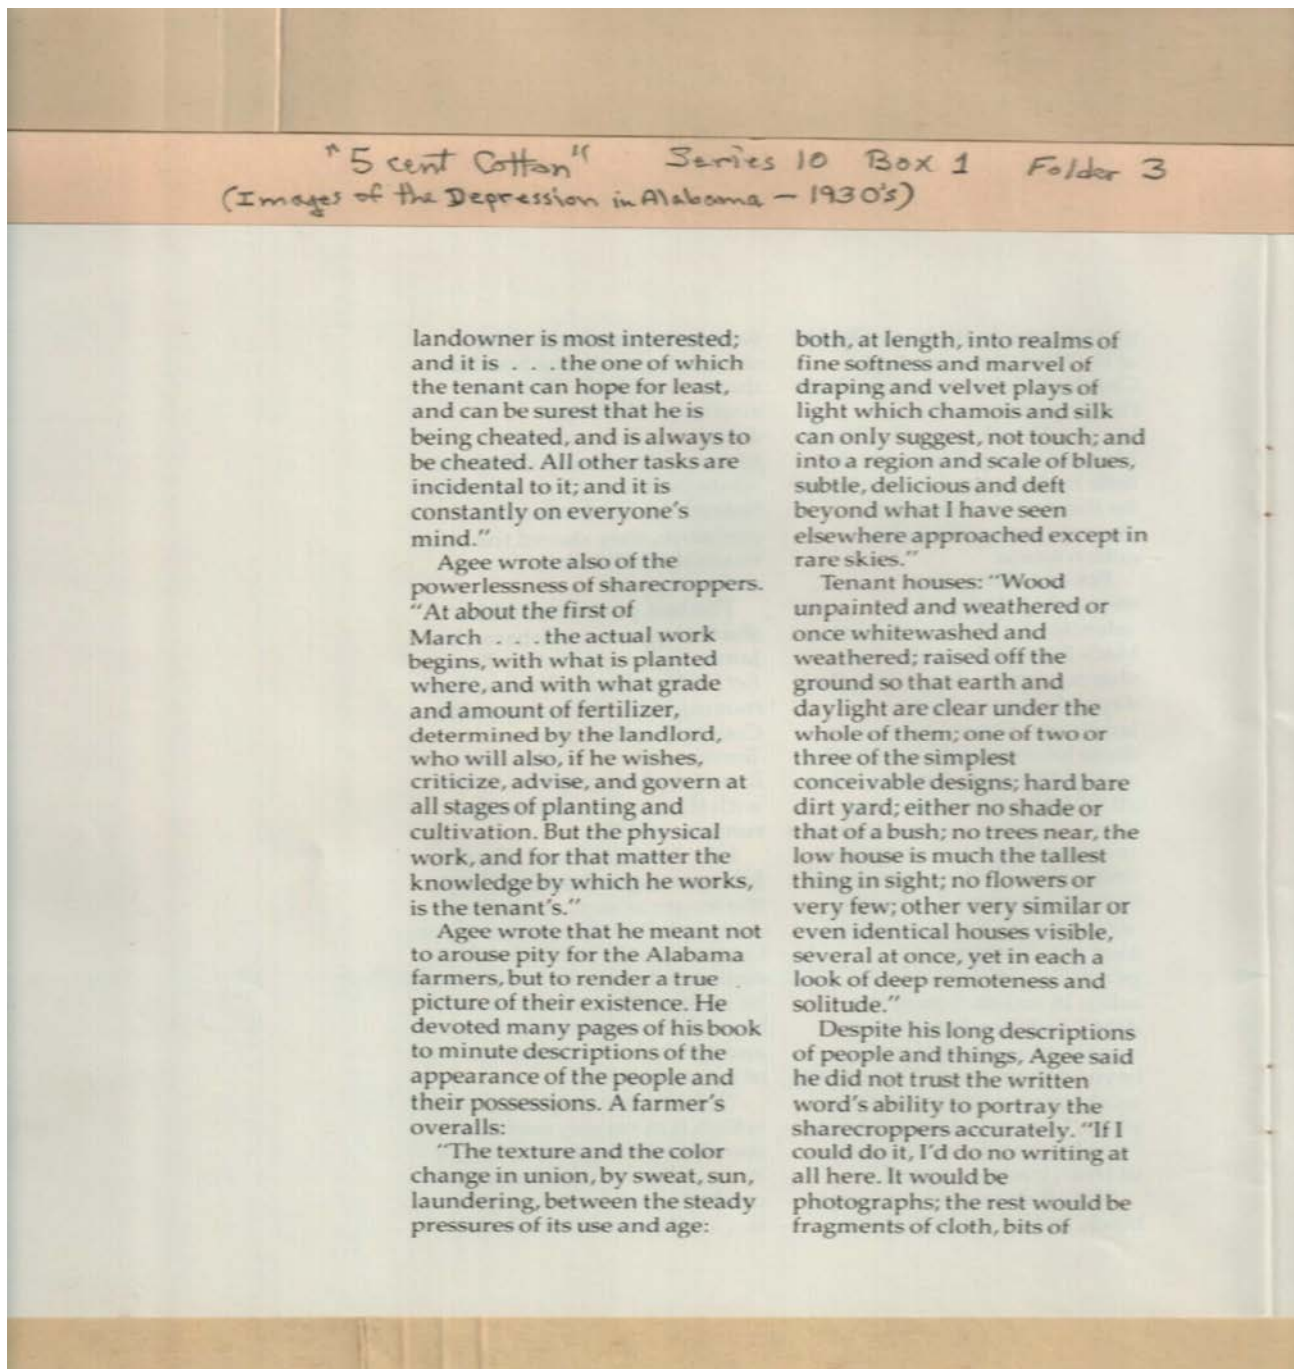 "5 cent Cotton" Series 10 Box 1 Folder 3
(Images of the Depression in Alabama — 1930's)
landowner is most interested;
and it is . . . the one of which
the tenant can hope for least,
and can be surest that he is
being cheated, and is always to
be cheated. All other tasks are
incidental to it; and it is
constantly on everyone's
mind."
Agee wrote also of the
powerlessness of sharecroppers.
"At about the first of
March . . . the actual work
begins, with what is planted
where, and with what grade
and amount of fertilizer,
determined by the landlord,
who will also, if he wishes,
criticize, advise, and govern at
all stages of planting and
cultivation. But the physical
work, and for that matter the
knowledge by which he works,
is the tenant's."
Agee wrote that he meant not
to arouse pity for the Alabama
farmers, but to render a true
picture of their existence. He
devoted many pages of his book
to minute descriptions of the
appearance of the people and
their possessions. A farmer's
overalls:
"The texture and the color
change in union, by sweat, sun,
laundering, between the steady
pressures of its use and age:
both, at length, into realms of
fine softness and marvel of
draping and velvet plays of
light which chamois and silk
can only suggest, not touch; and
into a region and scale of blues,
subtle, delicious and deft
beyond what I have seen
elsewhere approached except in
rare skies."
Tenant houses: "Wood
unpainted and weathered or
once whitewashed and
weathered; raised off the
ground so that earth and
daylight are clear under the
whole of them; one of two or
three of the simplest
conceivable designs; hard bare
dirt yard; either no shade or
that of a bush; no trees near, the
low house is much the tallest
thing in sight; no flowers or
very few; other very similar or
even identical houses visible,
several at once, yet in each a
look of deep remoteness and
solitude."
Despite his long descriptions
of people and things, Agee said
he did not trust the written
word's ability to portray the
sharecroppers accurately. "If I
could do it, I'd do no writing at
all here. It would be
photographs; the rest would be
fragments of cloth, bits of